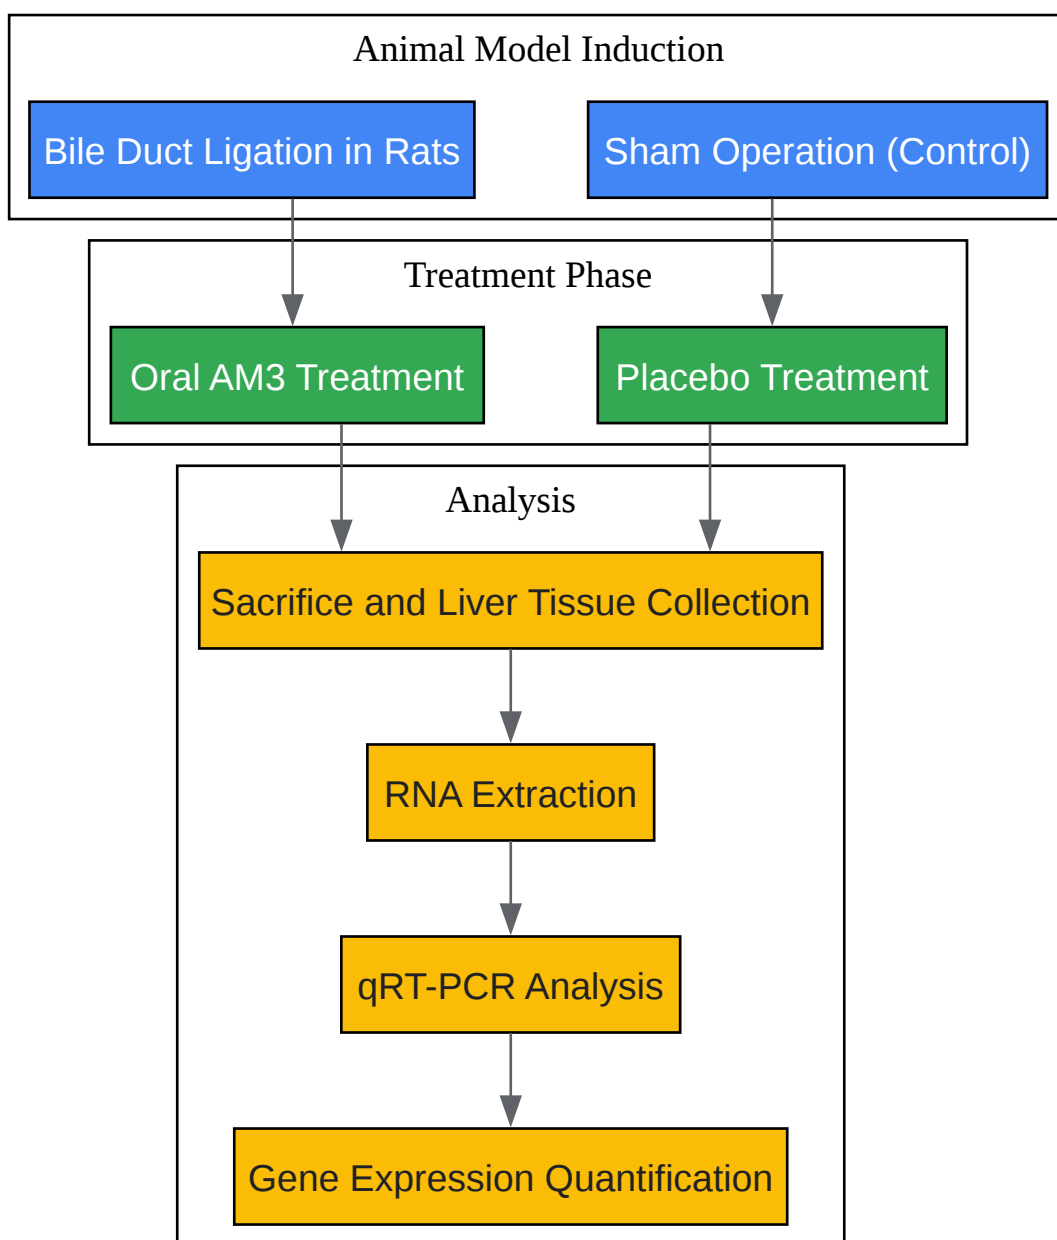 Animal Model Induction
Bile Duct Ligation in Rats
Sham Operation (Control)
Treatment Phase
Oral AM3 Treatment
Placebo Treatment
Analysis
Sacrifice and Liver Tissue Collection
RNA Extraction
qRT-PCR Analysis
Gene Expression Quantification